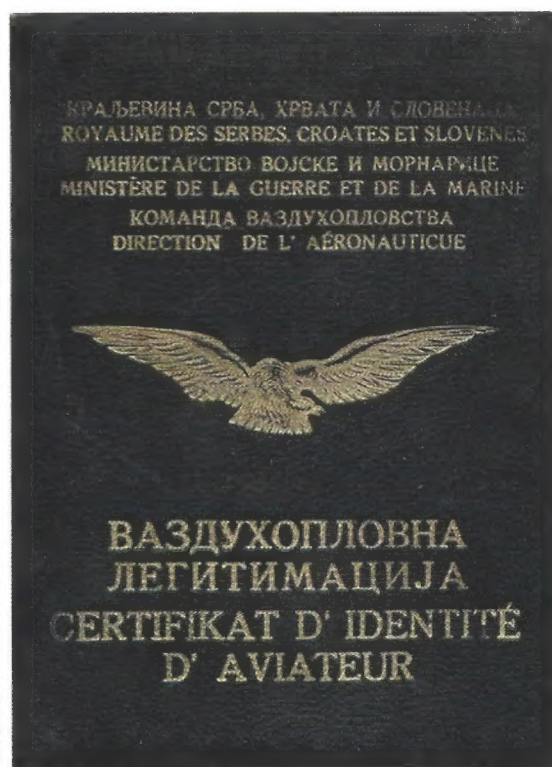 КРАЉЕВИНА СРБА, ХРВАТА И СЛОВЕНАЦА
ROYAUME DES SERBES, CROATES ET SLOVÈNES
МИНИСТАРСТВО ВОЈСКЕ И МОРНАРИЦЕ
MINISTÈRE DE LA GUERRE ET DE LA MARINE
КОМАНДА ВАЗДУХОПЛОВСТВА
DIRECTION DE L' AÉRONAUTICUE
ВАЗДУХОПЛОВНА
ЛЕГИТИМАЦИЈА
CERTIFIKAT D' IDENTITÉ
D' AVIATEUR